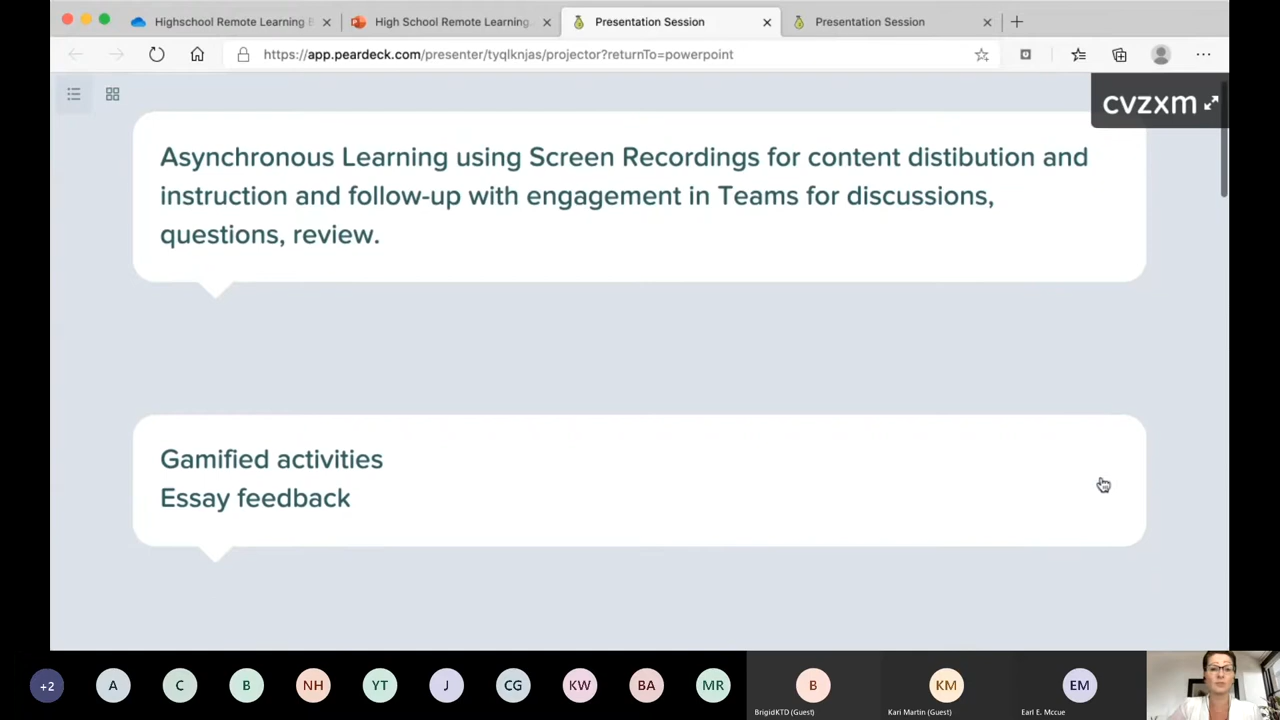 Highschool Remote Learning
High School Remote Learning
Presentation Session
Presentation Session
https://app.peardeck.com/presenter/tyqlknjas/projector?returnTo=powerpoint
cvzxm
Asynchronous Learning using Screen Recordings for content distibution and
instruction and follow-up with engagement in Teams for discussions,
questions, review.
Gamified activities
Essay feedback
+2
A
C
B
NH
YT
J
CG
KW
BA
MR
B
KM
EM
BrigidKTD (Guest)
Kari Martin (Guest)
Earl E. Mccue